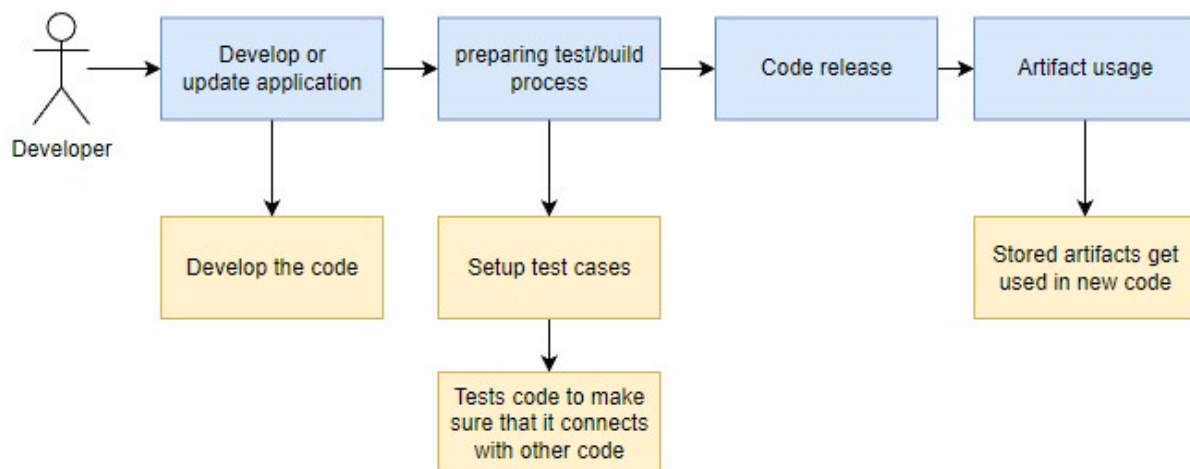 Develop or
update application
preparing test/build
process
Code release
Artifact usage
Developer
Develop the code
Setup test cases
Stored artifacts get
used in new code
Tests code to make
sure that it connects
with other code